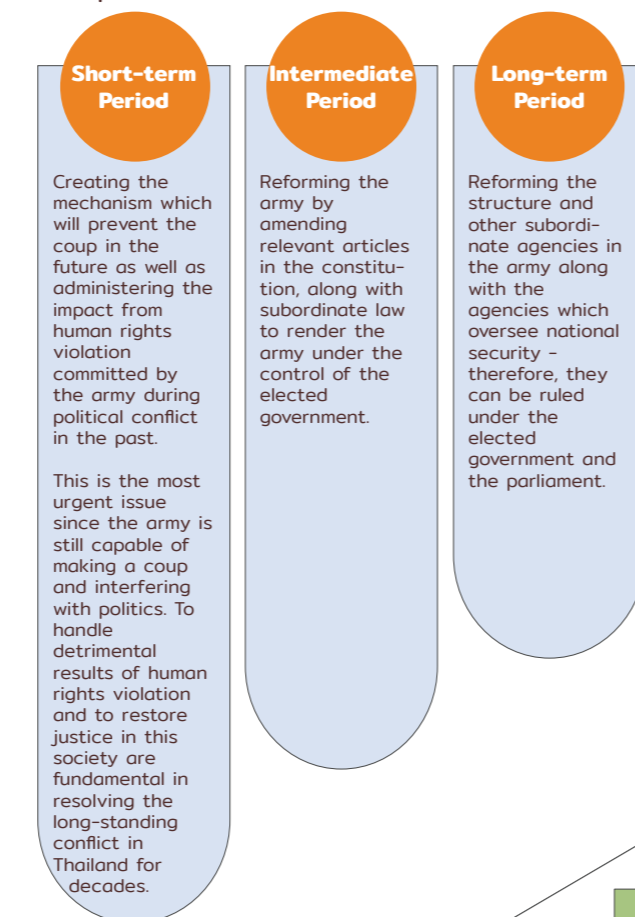 Short-term
Period
Creating the
mechanism which
will prevent the
coup in the
future as well as
administering the
impact from
human rights
violation
committed by
the army during
political conflict
in the past.
This is the most
urgent issue
since the army is
still capable of
making a coup
and interfering
with politics. To
handle
detrimental
results of human
rights violation
and to restore
justice in this
society are
fundamental in
resolving the
long-standing
conflict in
Thailand for
decades.
Intermediate
Period
Reforming the
army by
amending
relevant articles
in the constitu-
tion, along with
subordinate law
to render the
army under the
control of the
elected
government.
Long-term
Period
Reforming the
structure and
other subordi-
nate agencies in
the army along
with the
agencies which
oversee national
security -
therefore, they
can be ruled
under the
elected
government and
the parliament.